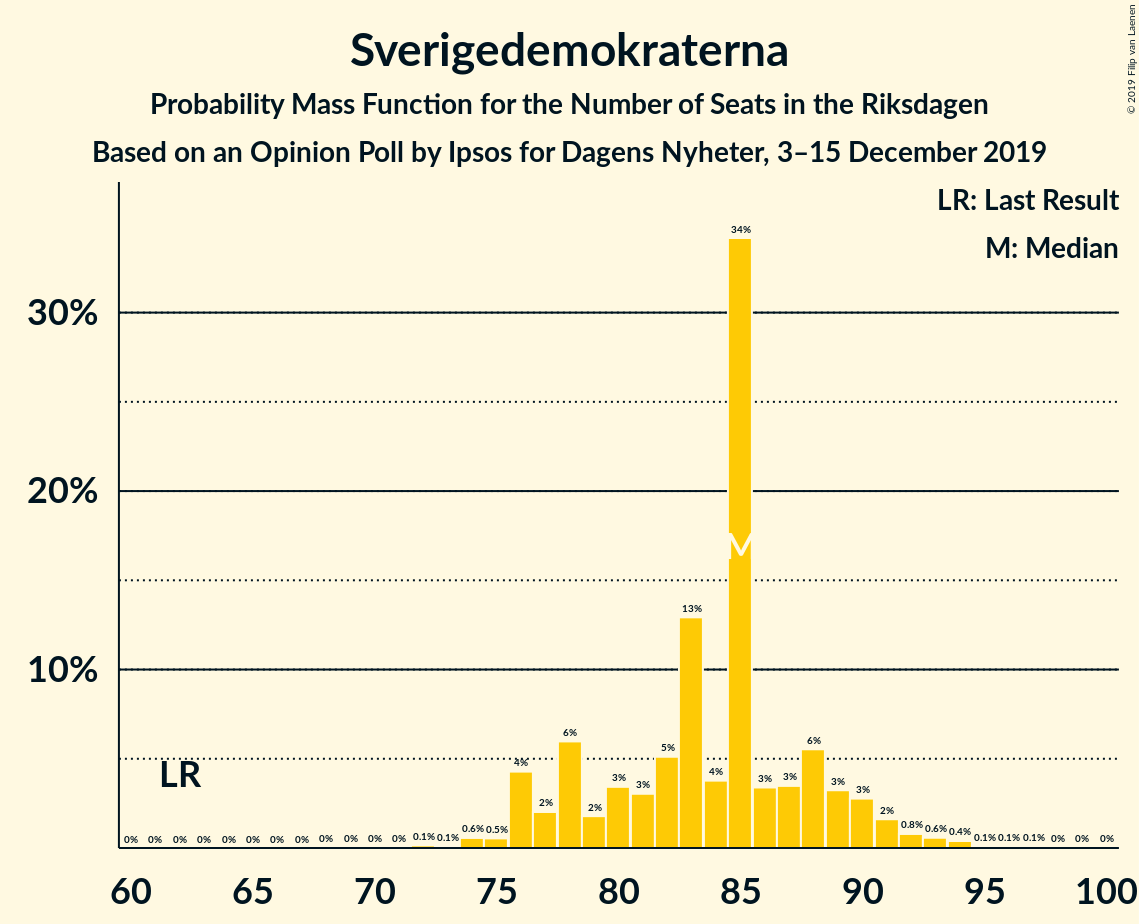 Sverigedemokraterna
Probability Mass Function for the Number of Seats in the Riksdagen
Based on an Opinion Poll by Ipsos for Dagens Nyheter, 3–15 December 2019
© 2019 Filip van Laenen
LR: Last Result
M: Median
30%
20%
10%
LR
M
0% 0% 0% 0% 0% 0% 0% 0% 0% 0% 0% 0% 0.1% 0.1% 0.6% 0.5% 4% 2% 6% 2% 3% 3% 5% 13% 4% 34% 3% 3% 6% 3% 3% 2% 0.8% 0.6% 0.4% 0.1% 0.1% 0.1% 0% 0% 0%
60 65 70 75 80 85 90 95 100